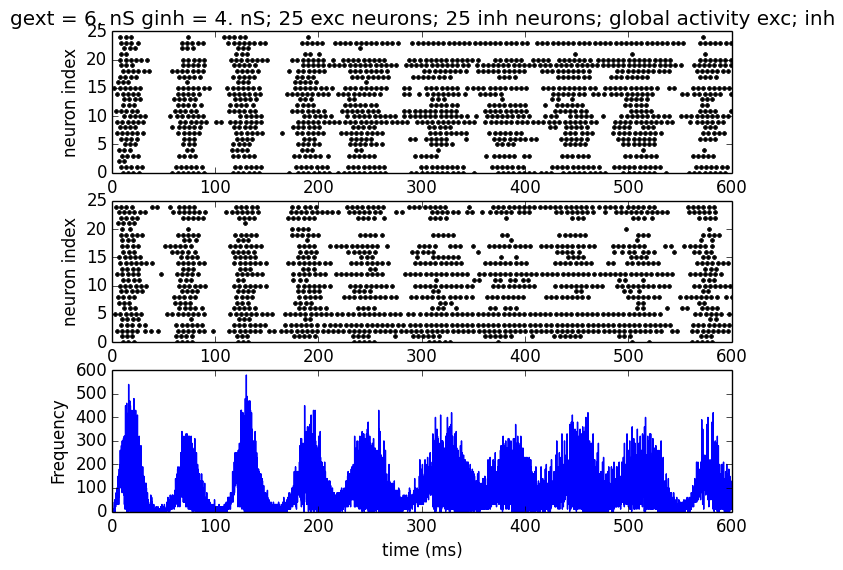 gext = 6. nS ginh = 4. nS; 25 exc neurons; 25 inh neurons; global activity exc; inh
25
20
15
10
5
0
neuron index
0 100 200 300 400 500 600
25
20
15
10
5
0
neuron index
0 100 200 300 400 500 600
600
500
400
300
200
100
0
Frequency
0 100 200 300 400 500 600
time (ms)